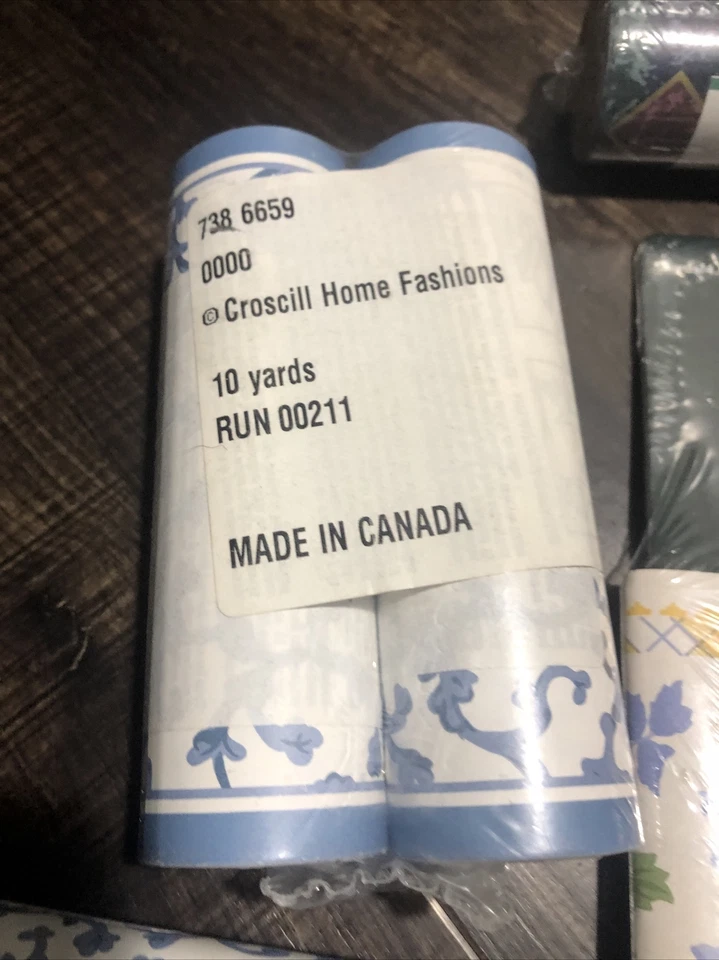 738 6659
0000
© Croscill Home Fashions
10 yards
RUN 00211
MADE IN CANADA